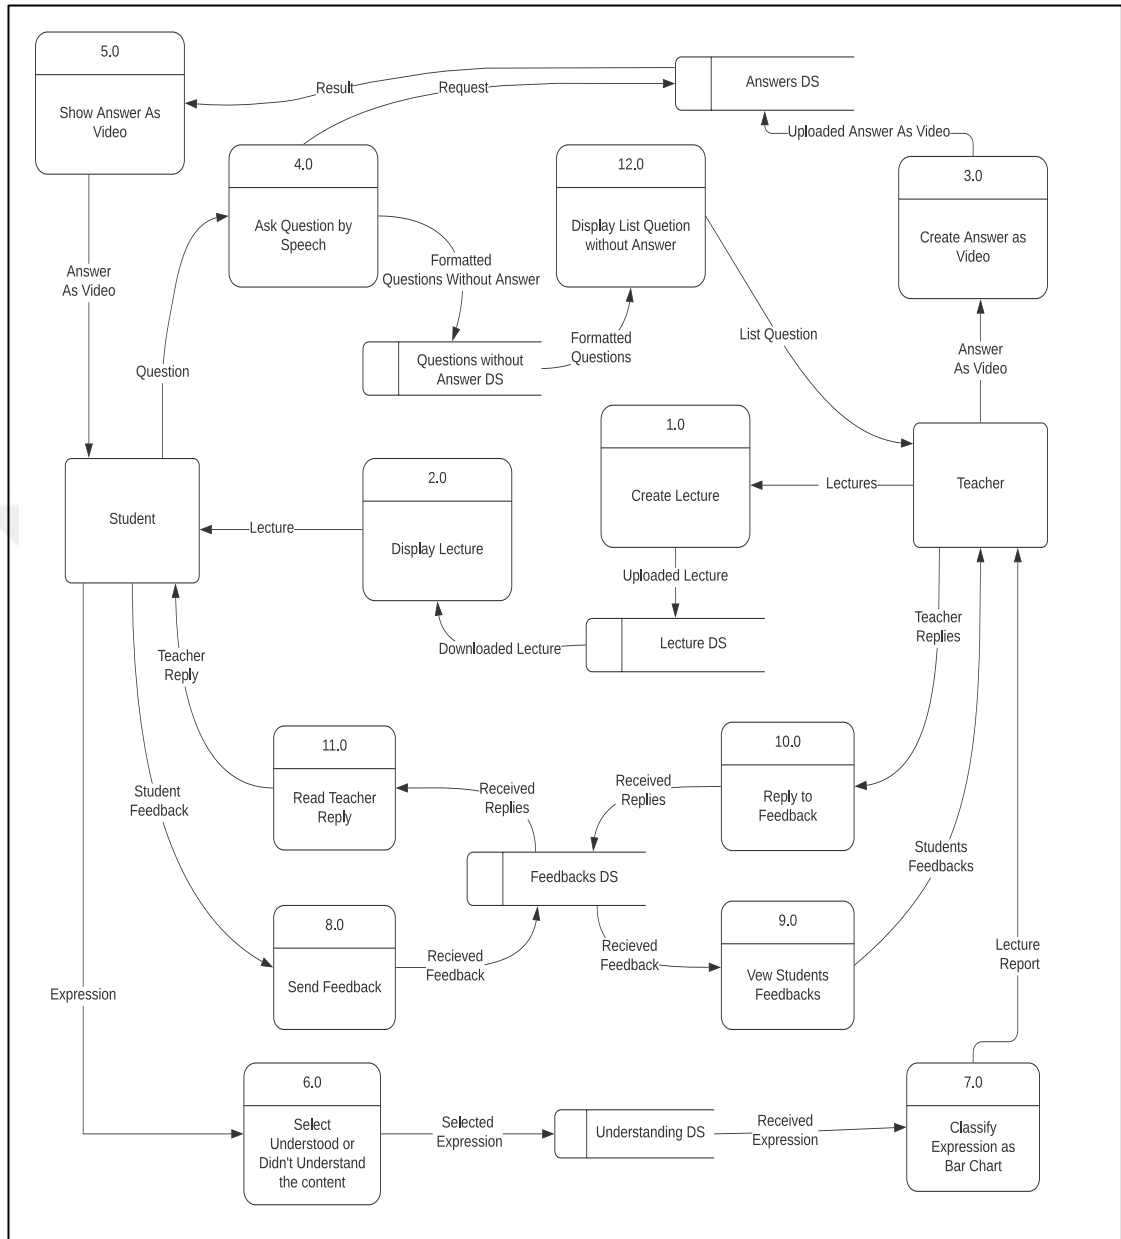 5.0
Show Answer As
Video
Result
Request
Answers DS
Uploaded Answer As Video
4.0
Ask Question by
Speech
12.0
Display List Quetion
without Answer
3.0
Create Answer as
Video
Answer
As Video
Formatted
Questions Without Answer
Question
Questions without
Answer DS
Formatted
Questions
List Question
Answer
As Video
1.0
Create Lecture
Lectures
Teacher
Student
Lecture
2.0
Display Lecture
Uploaded Lecture
Downloaded Lecture
Lecture DS
Teacher
Replies
Teacher
Reply
11.0
Read Teacher
Reply
10.0
Reply to
Feedback
Received
Replies
Received
Replies
Student
Feedback
Feedbacks DS
Students
Feedbacks
8.0
Send Feedback
Recieved
Feedback
Recieved
Feedback
9.0
Vew Students
Feedbacks
Lecture
Report
Expression
6.0
Select
Understood or
Didn't Understand
the content
Selected
Expression
Understanding DS
Received
Expression
7.0
Classify
Expression as
Bar Chart